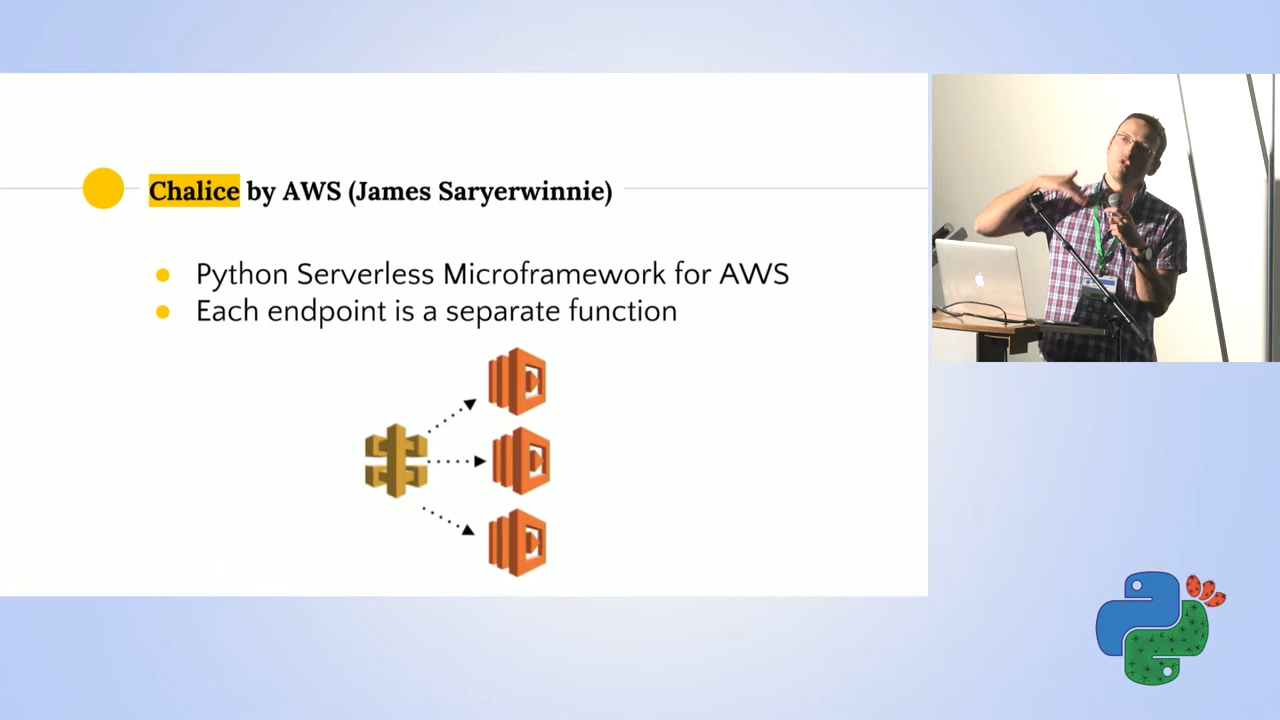 Chalice by AWS (James Saryerwinnie)
Python Serverless Microframework for AWS
Each endpoint is a separate function